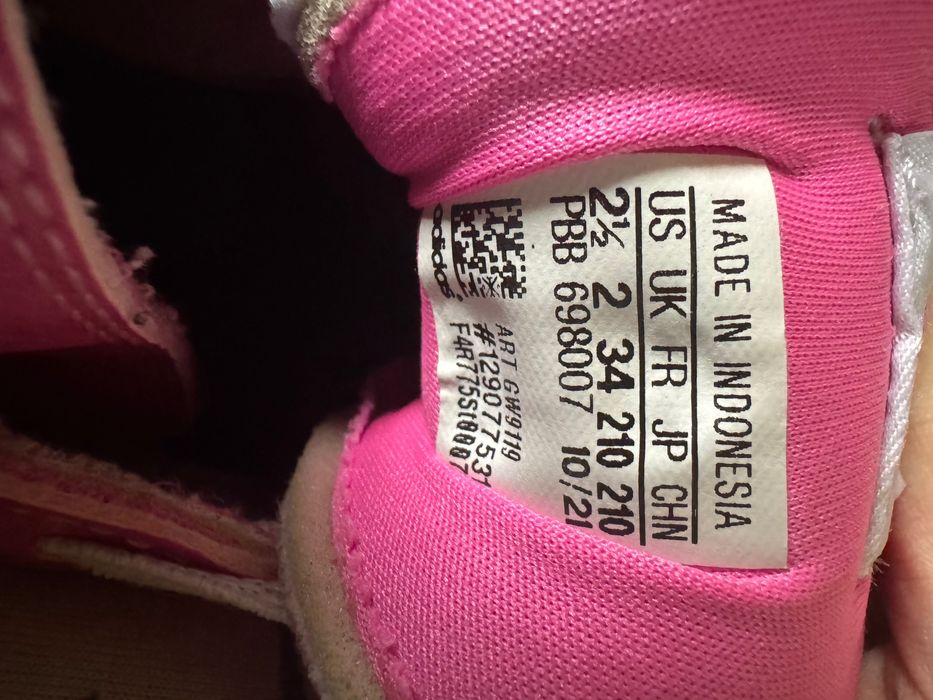 MADE IN INDONESIA
US UK FR JP CHN
2½ 2 34 210 210
PBB 698007 10/21
ART GW9119
#129077531
F4R775St0007
adidas